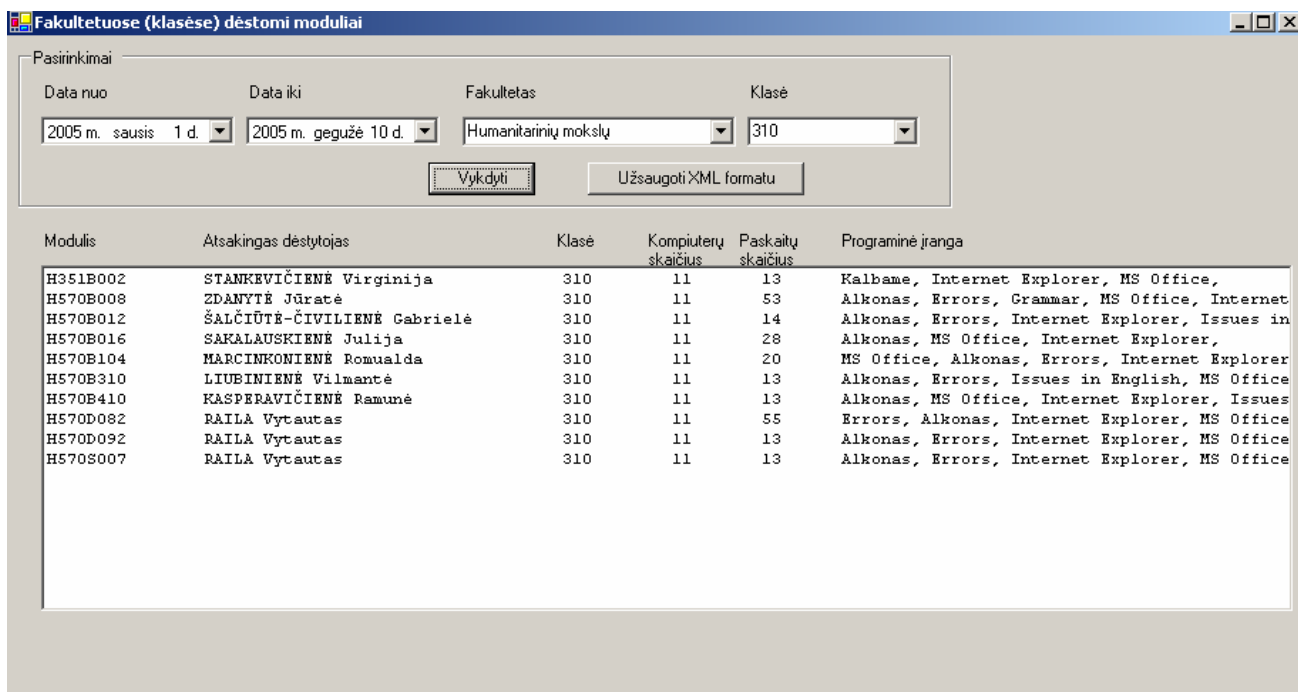 Fakultetuose (klasėse) dėstomi moduliai
Pasirinkimai
Data nuo Data iki Fakultetas Klasė
2005 m. sausis 1 d. 2005 m. gegužė 10 d. Humanitarinių mokslų 310
Vykdyti Užsaugoti XML formatu
Modulis Atsakingas dėstytojas Klasė Kompiuterų skaičius Paskaitų skaičius Programinė įranga
H351B002 STANKEVIČIENĖ Virginija 310 11 13 Kalbame, Internet Explorer, MS Office,
H570B008 ZDANYTĖ Jūratė 310 11 53 Alkonas, Errors, Grammar, MS Office, Internet
H570B012 ŠALČIŪTĖ-ČIVILIENĖ Gabrielė 310 11 14 Alkonas, Errors, Internet Explorer, Issues in
H570B016 SAKALAUSKIENĖ Julija 310 11 28 Alkonas, MS Office, Internet Explorer,
H570B104 MARCINKONIENĖ Romualda 310 11 20 MS Office, Alkonas, Errors, Internet Explorer
H570B310 LIUBINIENĖ Vilmantė 310 11 13 Alkonas, Errors, Issues in English, MS Office
H570B410 KASPERAVIČIENĖ Ramunė 310 11 13 Alkonas, MS Office, Internet Explorer, Issues
H570D082 RAILA Vytautas 310 11 55 Errors, Alkonas, Internet Explorer, MS Office
H570D092 RAILA Vytautas 310 11 13 Alkonas, Errors, Internet Explorer, MS Office
H570S007 RAILA Vytautas 310 11 13 Alkonas, Errors, Internet Explorer, MS Office